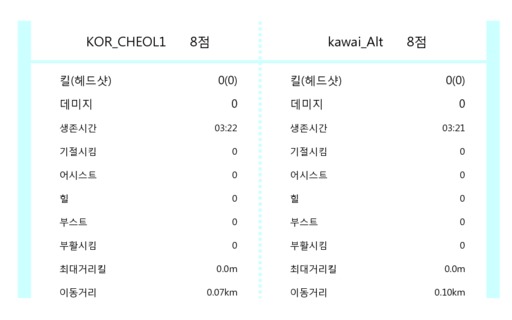 KOR_CHEOL1 8점 kawai_Alt 8점
킬(헤드샷) 0(0) 킬(헤드샷) 0(0)
데미지 0 데미지 0
생존시간 03:22 생존시간 03:21
기절시킴 0 기절시킴 0
어시스트 0 어시스트 0
힐 0 힐 0
부스트 0 부스트 0
부활시킴 0 부활시킴 0
최대거리킬 0.0m 최대거리킬 0.0m
이동거리 0.07km 이동거리 0.10km